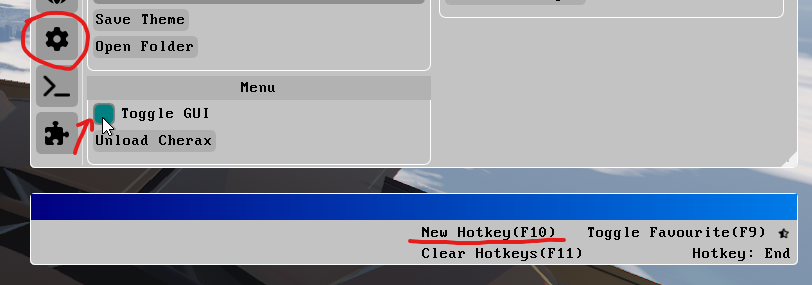 Save Theme
Open Folder
Menu
Toggle GUI
Unload Cherax
New Hotkey(F10) Toggle Favourite(F9)
Clear Hotkeys(F11) Hotkey: End